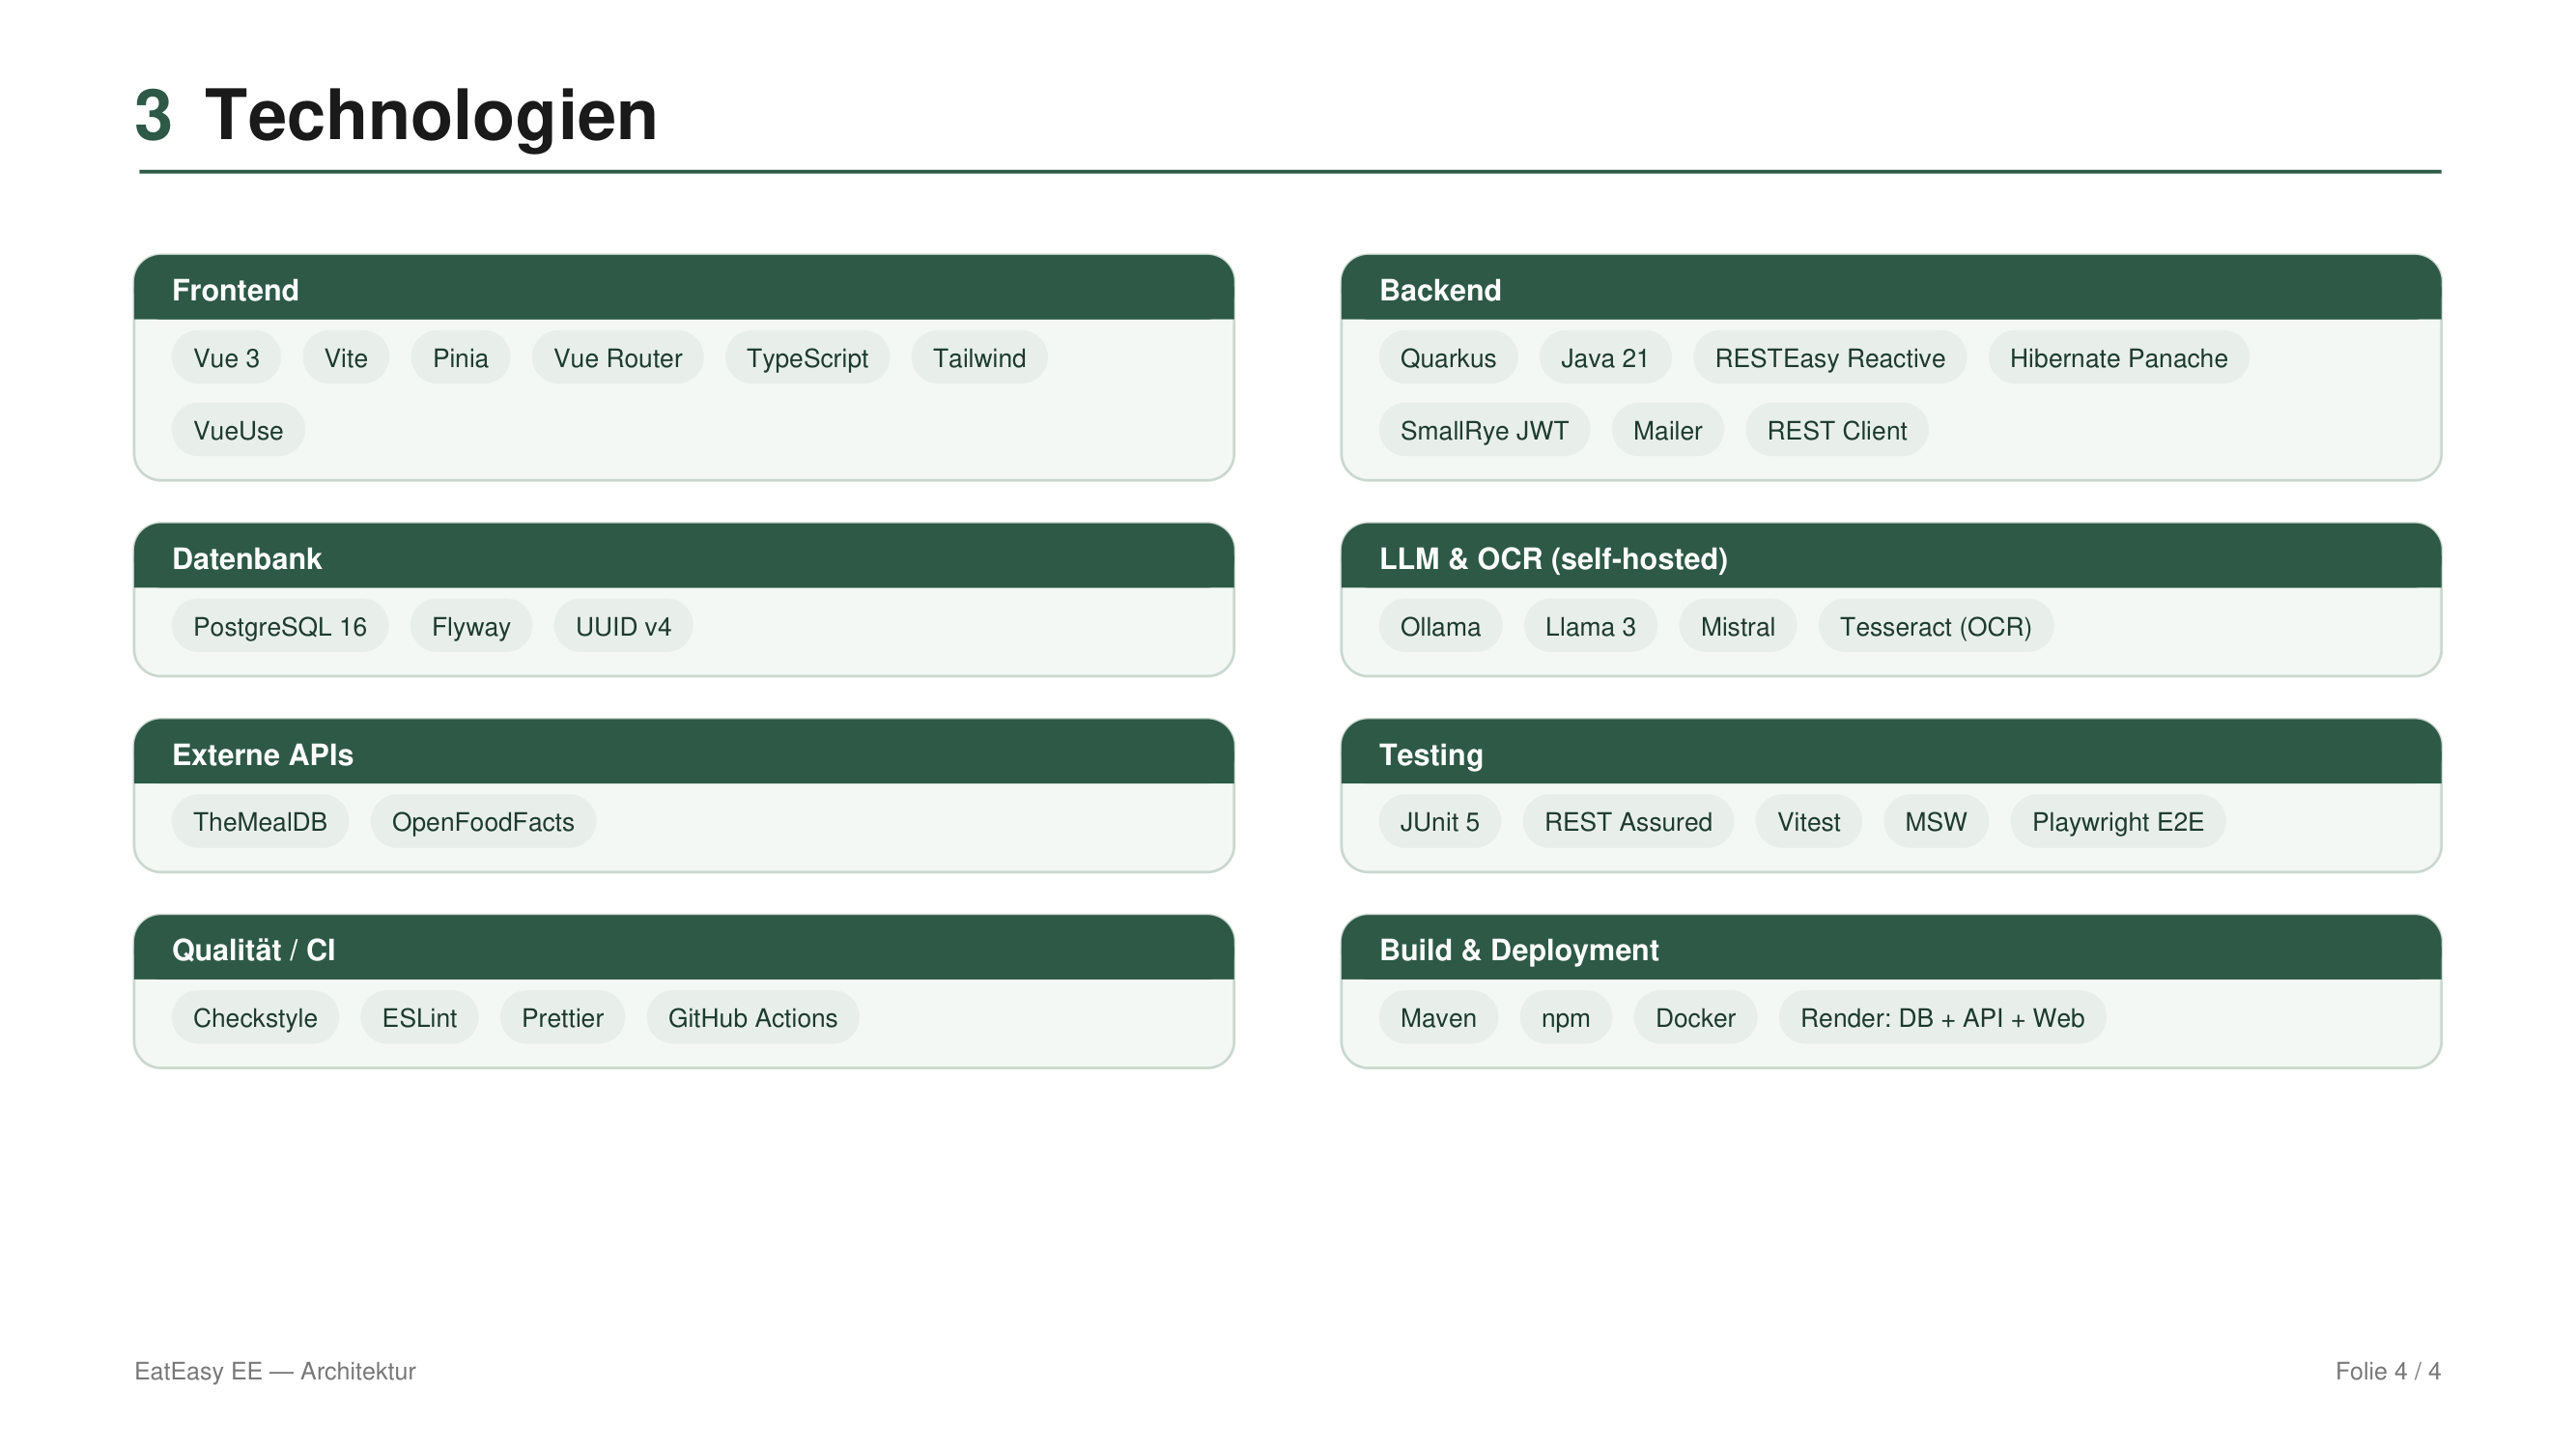 3 Technologien
Frontend
Vue 3 Vite Pinia Vue Router TypeScript Tailwind
VueUse
Backend
Quarkus Java 21 RESTEasy Reactive Hibernate Panache
SmallRye JWT Mailer REST Client
Datenbank
PostgreSQL 16 Flyway UUID v4
LLM & OCR (self-hosted)
Ollama Llama 3 Mistral Tesseract (OCR)
Externe APIs
TheMealDB OpenFoodFacts
Testing
JUnit 5 REST Assured Vitest MSW Playwright E2E
Qualität / CI
Checkstyle ESLint Prettier GitHub Actions
Build & Deployment
Maven npm Docker Render: DB + API + Web
EatEasy EE — Architektur
Folie 4 / 4